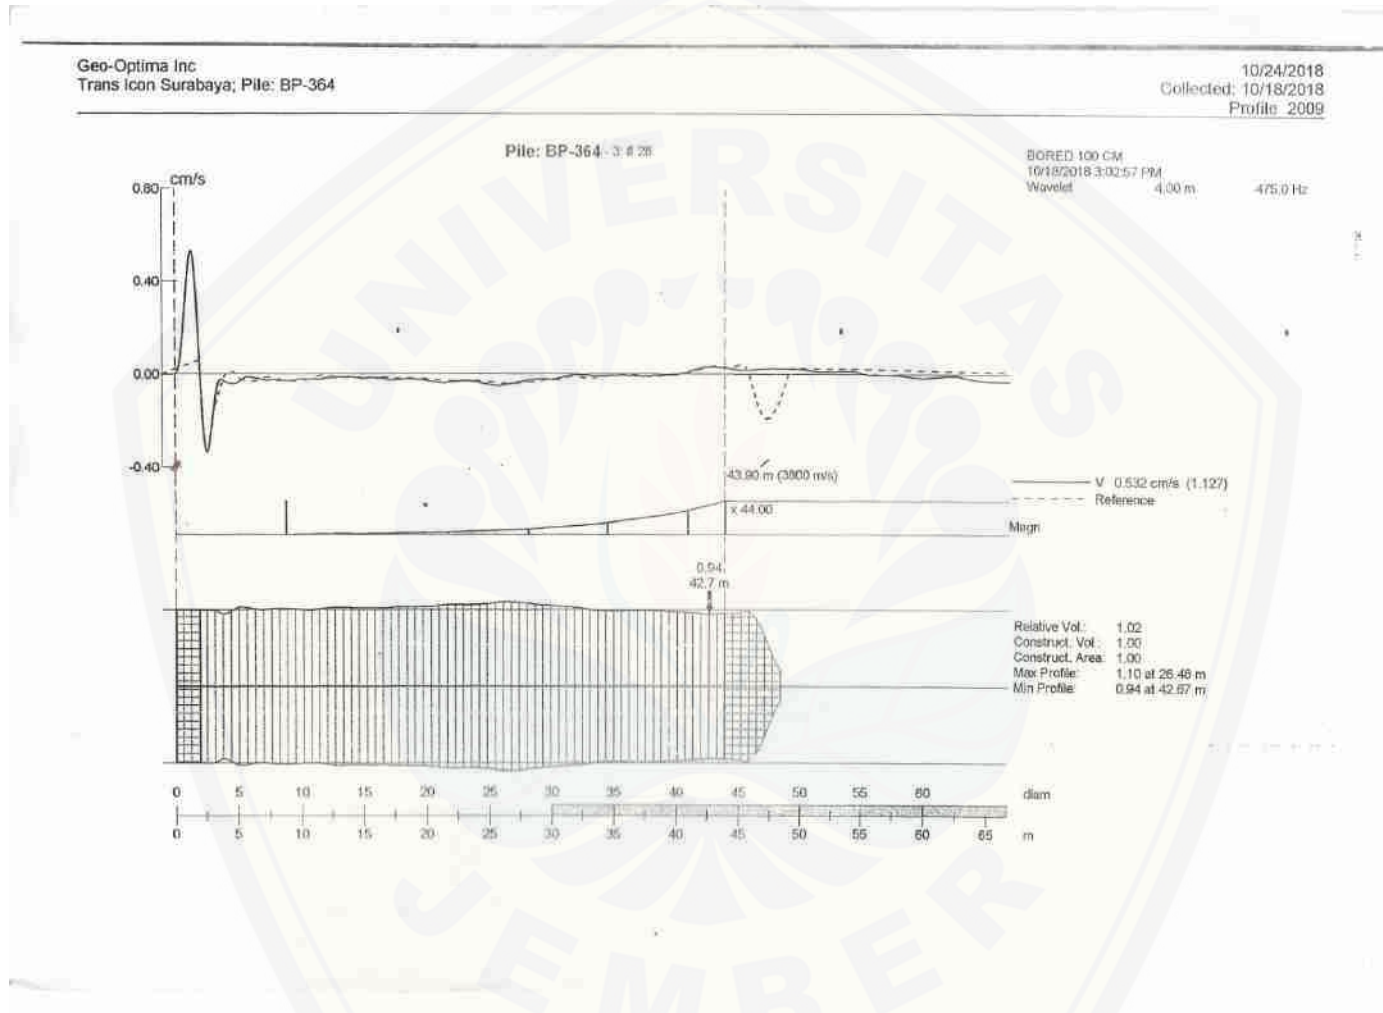 Geo-Optima Inc
Trans Icon Surabaya; Pile: BP-364
10/24/2018
Collected: 10/18/2018
Profile 2009
Pile: BP-364 - 3: # 26
BORED 100 CM
10/18/2018 3:02:57 PM
Wavelet 4.00 m 475.0 Hz
cm/s
0.80
0.40
0.00
-0.40
43.90 m (3800 m/s)
V 0.532 cm/s (1.127)
Reference
x 44.00
Magn
0.94
42.7 m
Relative Vol.: 1.02
Construct. Vol.: 1.00
Construct. Area: 1.00
Max Profile: 1.10 at 26.48 m
Min Profile: 0.94 at 42.67 m
0 5 10 15 20 25 30 35 40 45 50 55 60 diam
0 5 10 15 20 25 30 35 40 45 50 55 60 65 m
UNIVERSITAS
JEMBER